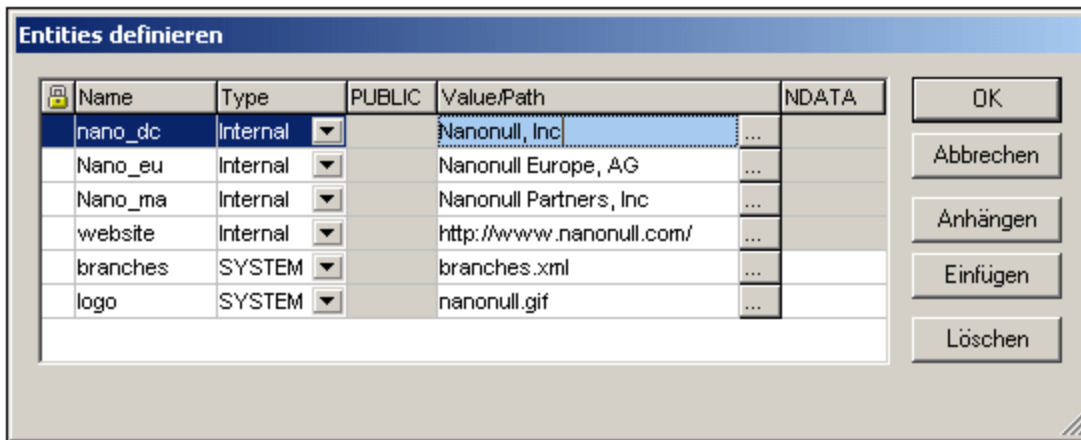 Entities definieren
Name Type PUBLIC Value/Path NDATA
nano_dc Internal Nanonull, Inc ...
Nano_eu Internal Nanonull Europe, AG ...
Nano_ma Internal Nanonull Partners, Inc ...
website Internal http://www.nanonull.com/ ...
branches SYSTEM branches.xml ...
logo SYSTEM nanonull.gif ...
OK
Abbrechen
Anhängen
Einfügen
Löschen